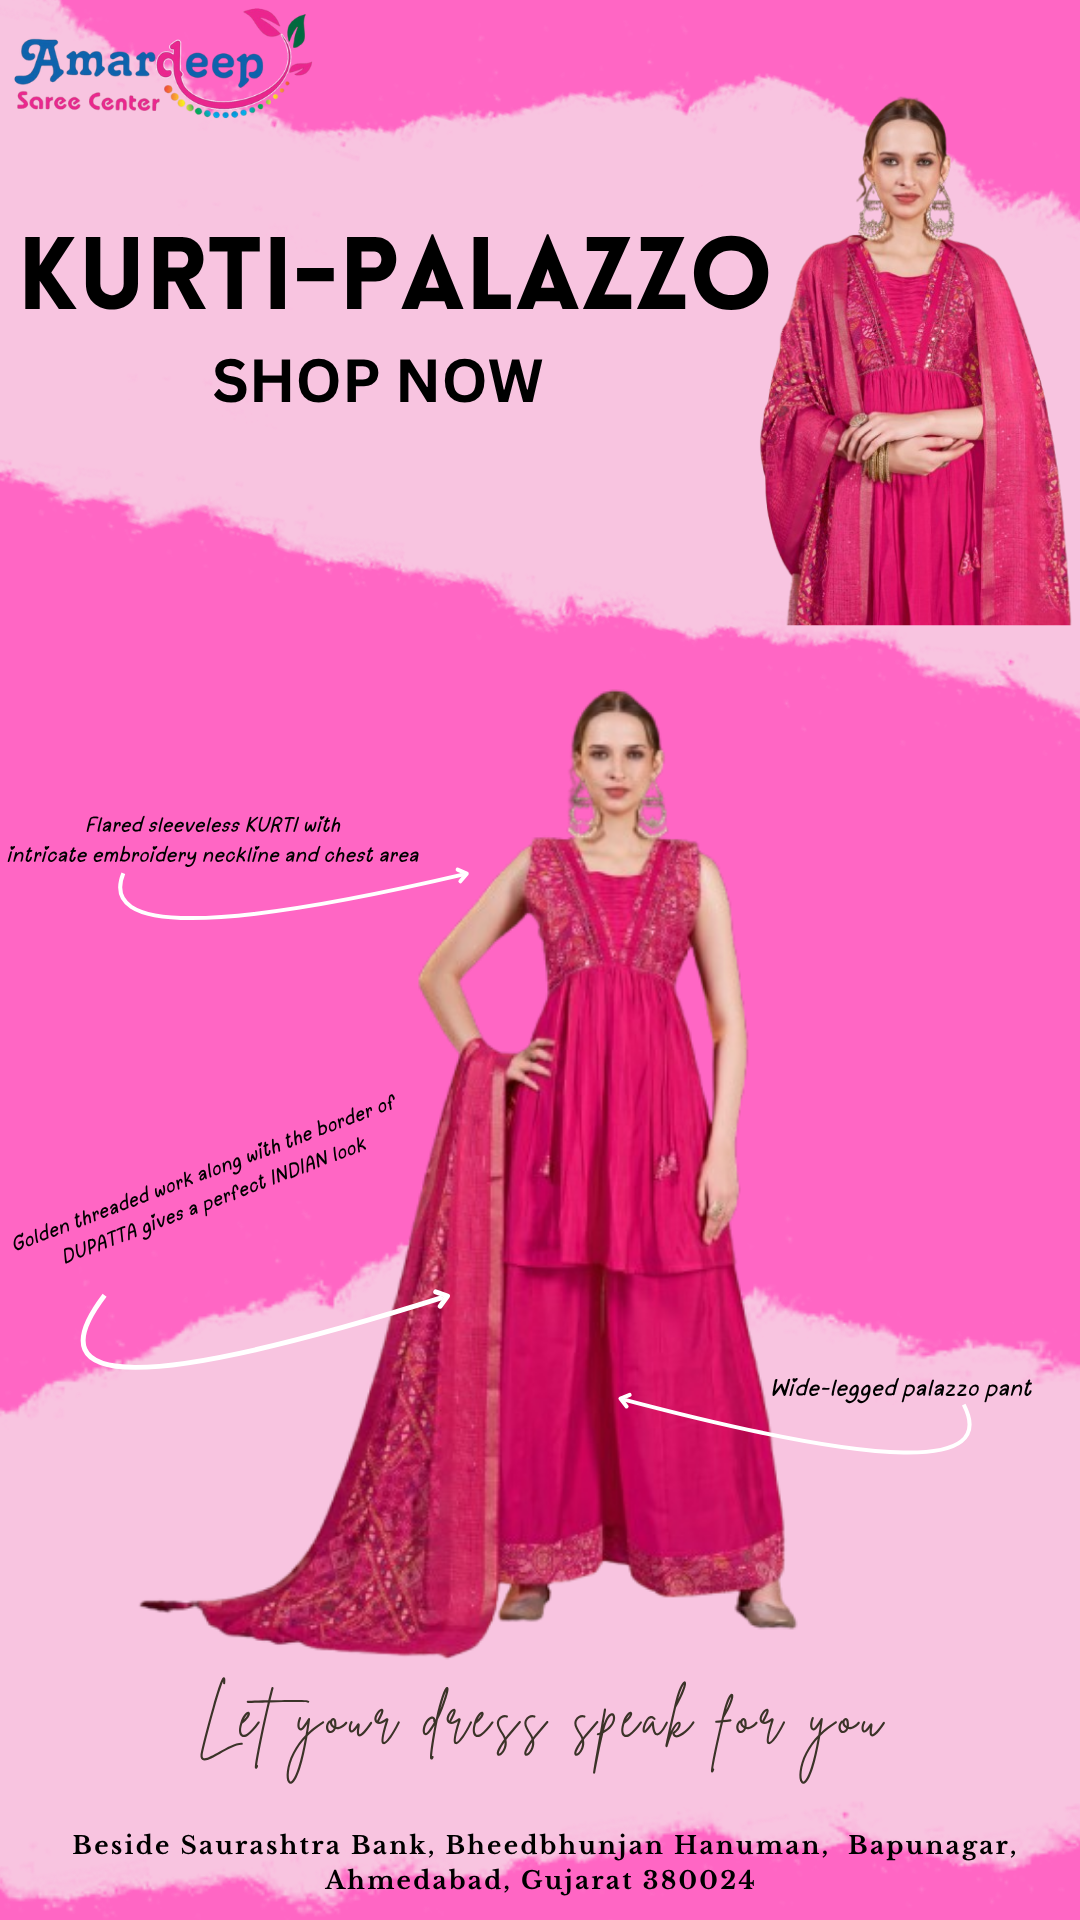 Amardeep
Saree Center
KURTI-PALAZZO
SHOP NOW
Flared sleeveless KURTI with
intricate embroidery neckline and chest area
Golden threaded work along with the border of
DUPATTA gives a perfect INDIAN look
Wide-legged palazzo pant
Let your dress speak for you
Beside Saurashtra Bank, Bheedbhunjan Hanuman, Bapunagar,
Ahmedabad, Gujarat 380024